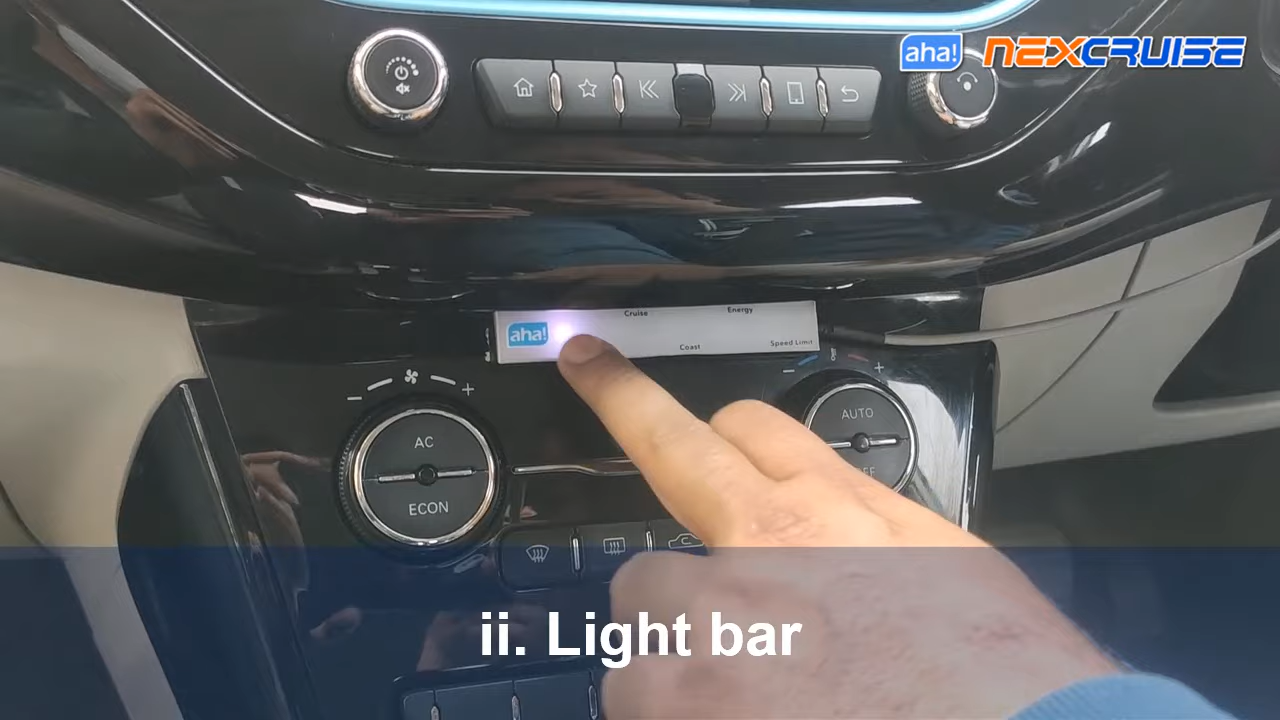 aha! NEXCRUISE
aha!
Cruise
Energy
Coast
Speed Limit
AC
ECON
AUTO
ii. Light bar